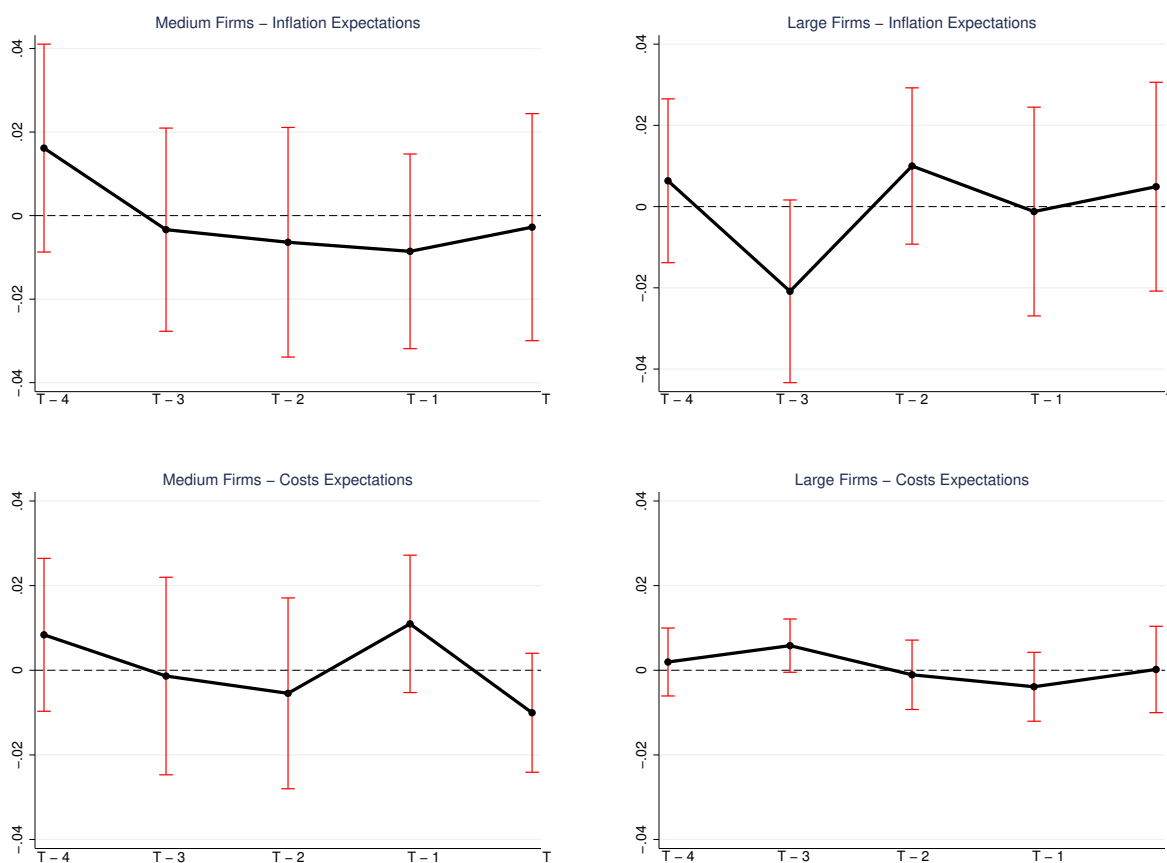 Medium Firms − Inflation Expectations
.04
.02
0
−.02
−.04
T − 4
T − 3
T − 2
T − 1
T
Large Firms − Inflation Expectations
.04
.02
0
−.02
−.04
T − 4
T − 3
T − 2
T − 1
Medium Firms − Costs Expectations
.04
.02
0
−.02
−.04
T − 4
T − 3
T − 2
T − 1
T
Large Firms − Costs Expectations
.04
.02
0
−.02
−.04
T − 4
T − 3
T − 2
T − 1